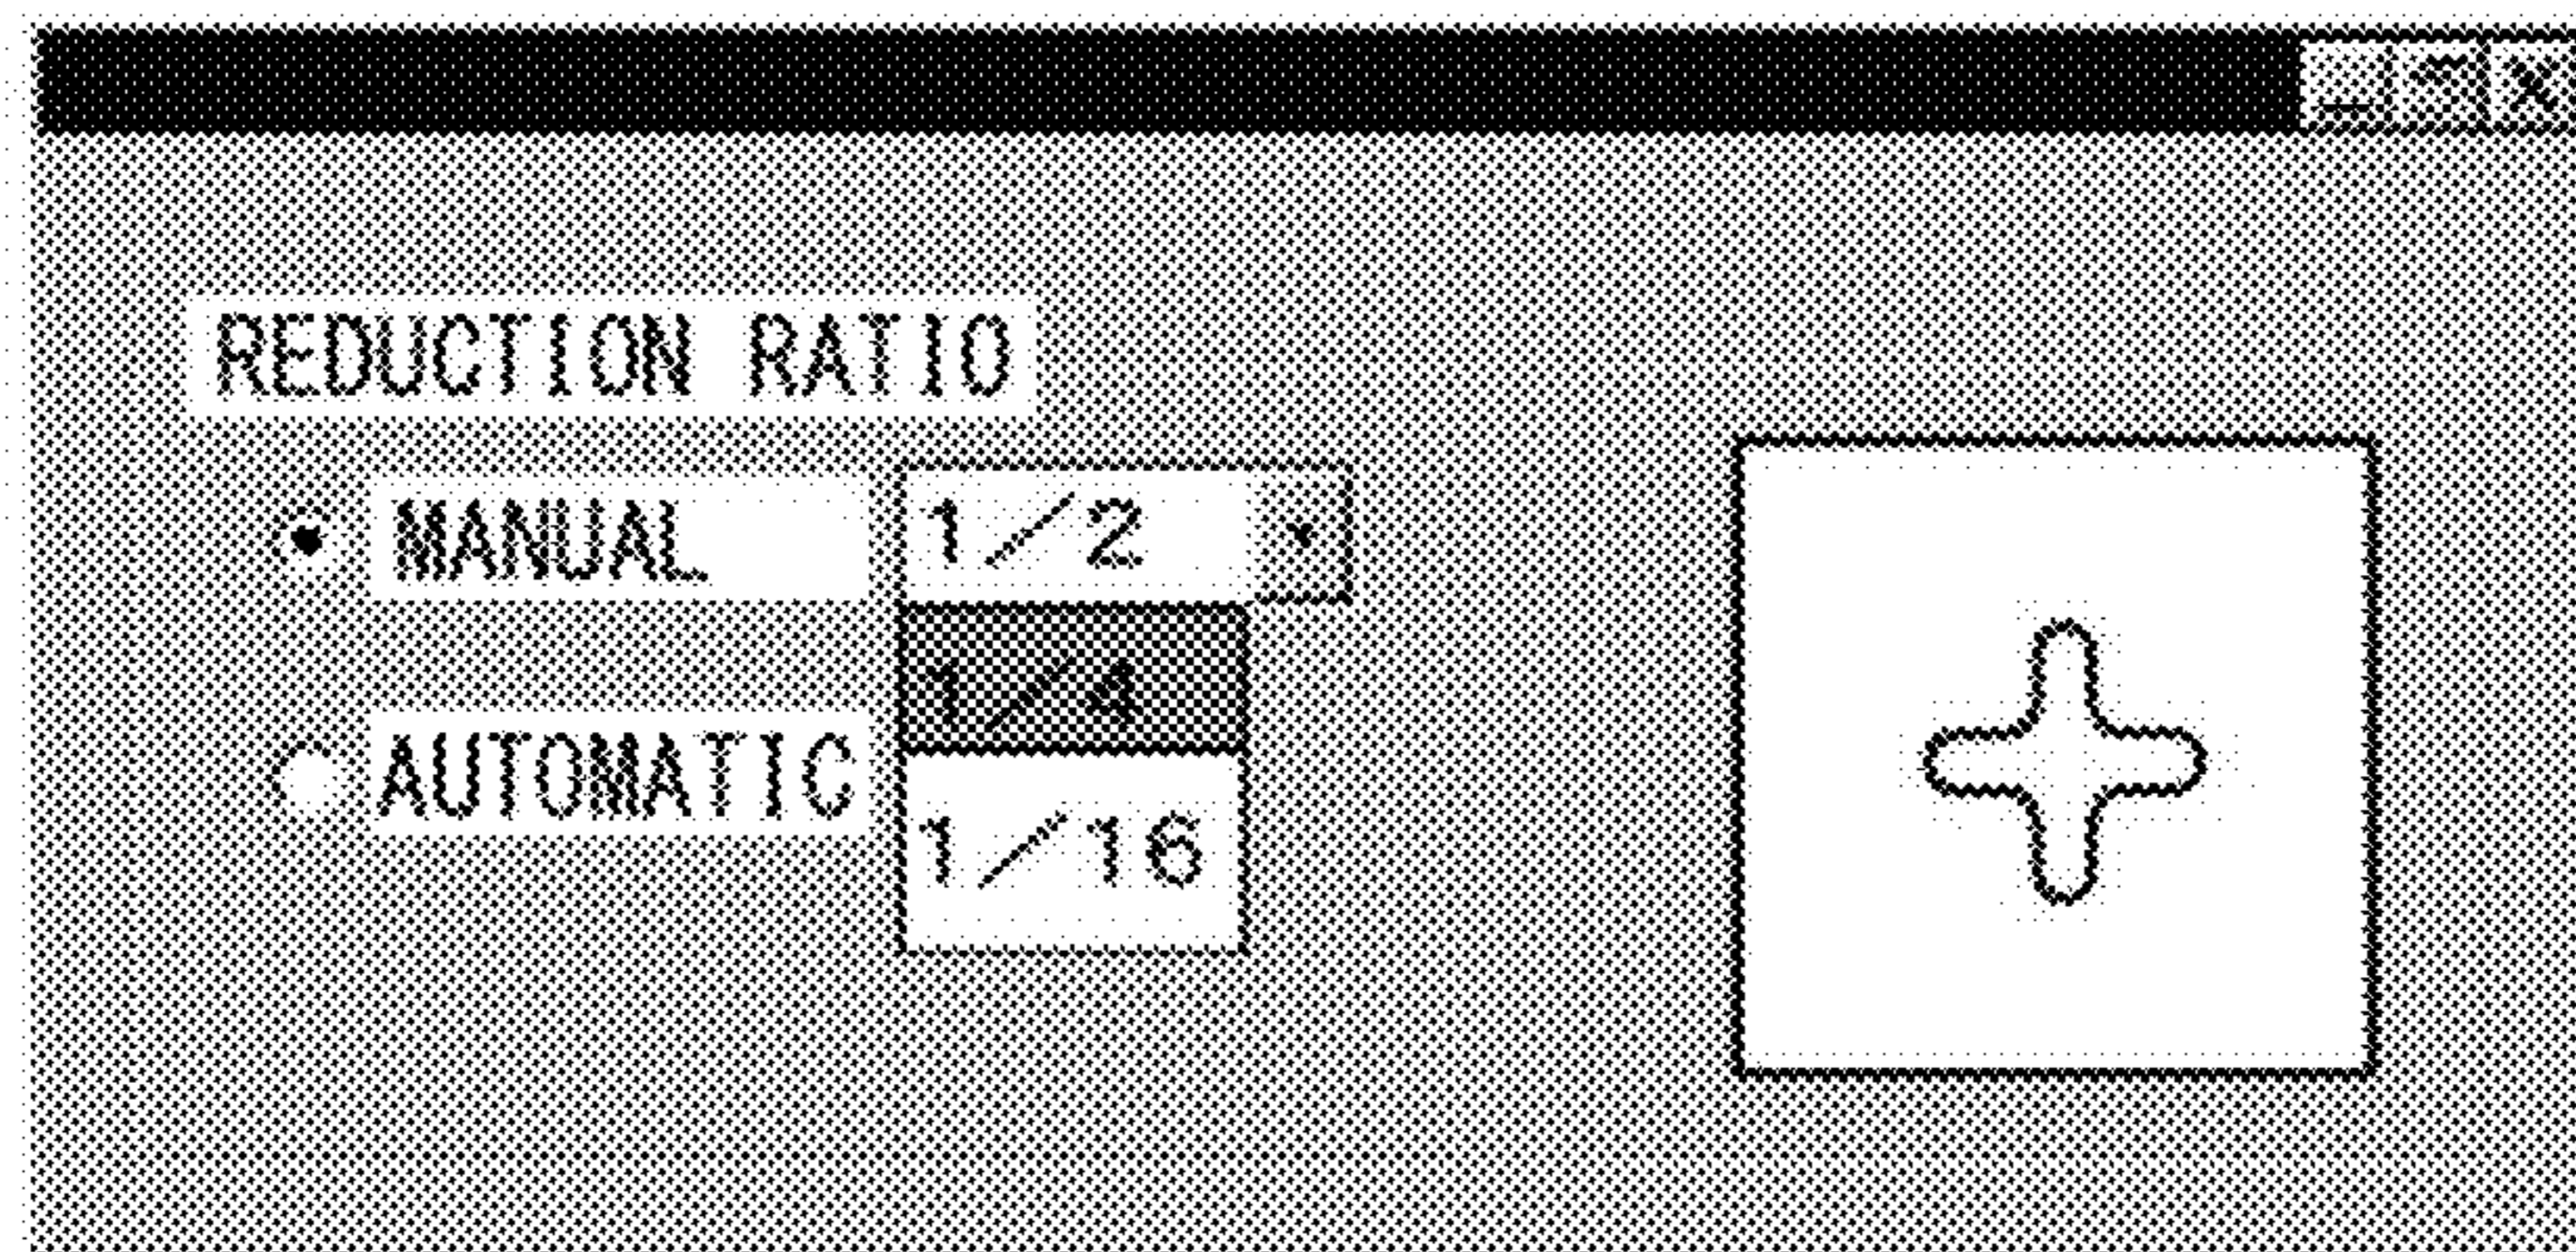 REDUCTION RATIO
MANUAL
1/2
1/4
AUTOMATIC
1/16